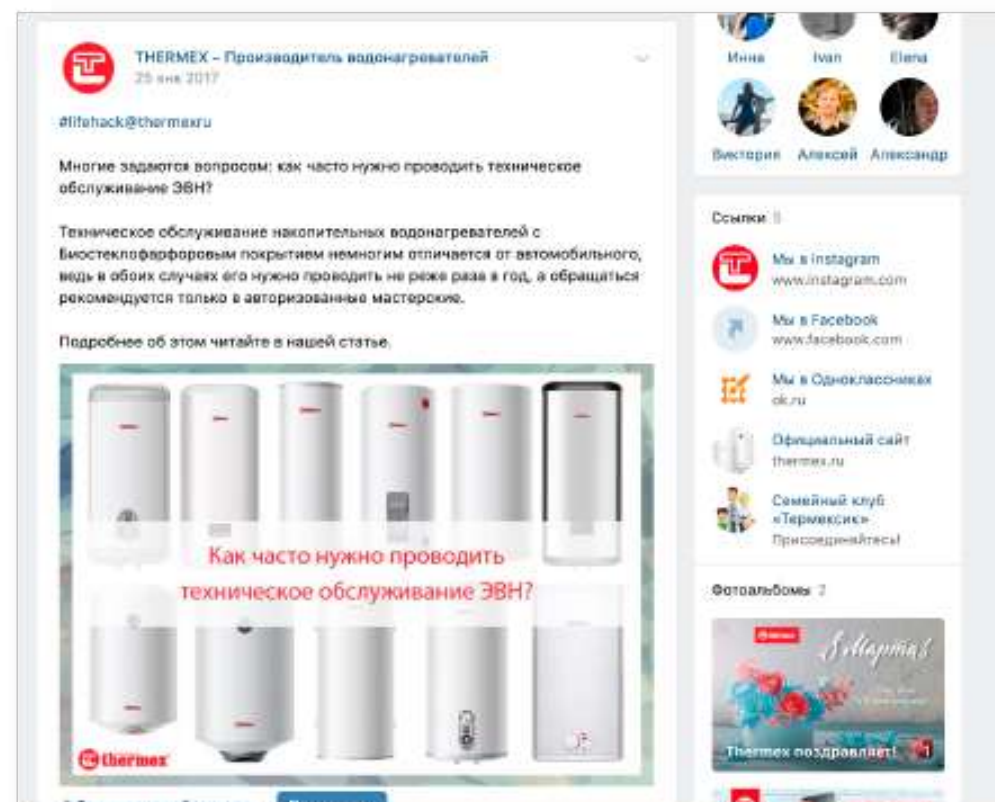 THERMEX – Производитель водонагревателей
25 янв 2017
#lifehack@thermexru
Многие задаются вопросом: как часто нужно проводить техническое
обслуживание ЭВН?
Техническое обслуживание накопительных водонагревателей с
Биостеклофарфоровым покрытием немногим отличается от автомобильного,
ведь в обоих случаях его нужно проводить не реже раза в год, а обращаться
рекомендуется только в авторизованные мастерские.
Подробнее об этом читайте в нашей статье.
Как часто нужно проводить
техническое обслуживание ЭВН?
thermex
Инна Ivan Elena
Виктория Алексей Александр
Ссылки 5
Мы в Instagram
www.instagram.com
Мы в Facebook
www.facebook.com
Мы в Одноклассниках
ok.ru
Официальный сайт
thermex.ru
Семейный клуб
«Термексик»
Присоединяйтесь!
Фотоальбомы 2
8 Марта
Thermex поздравляет!